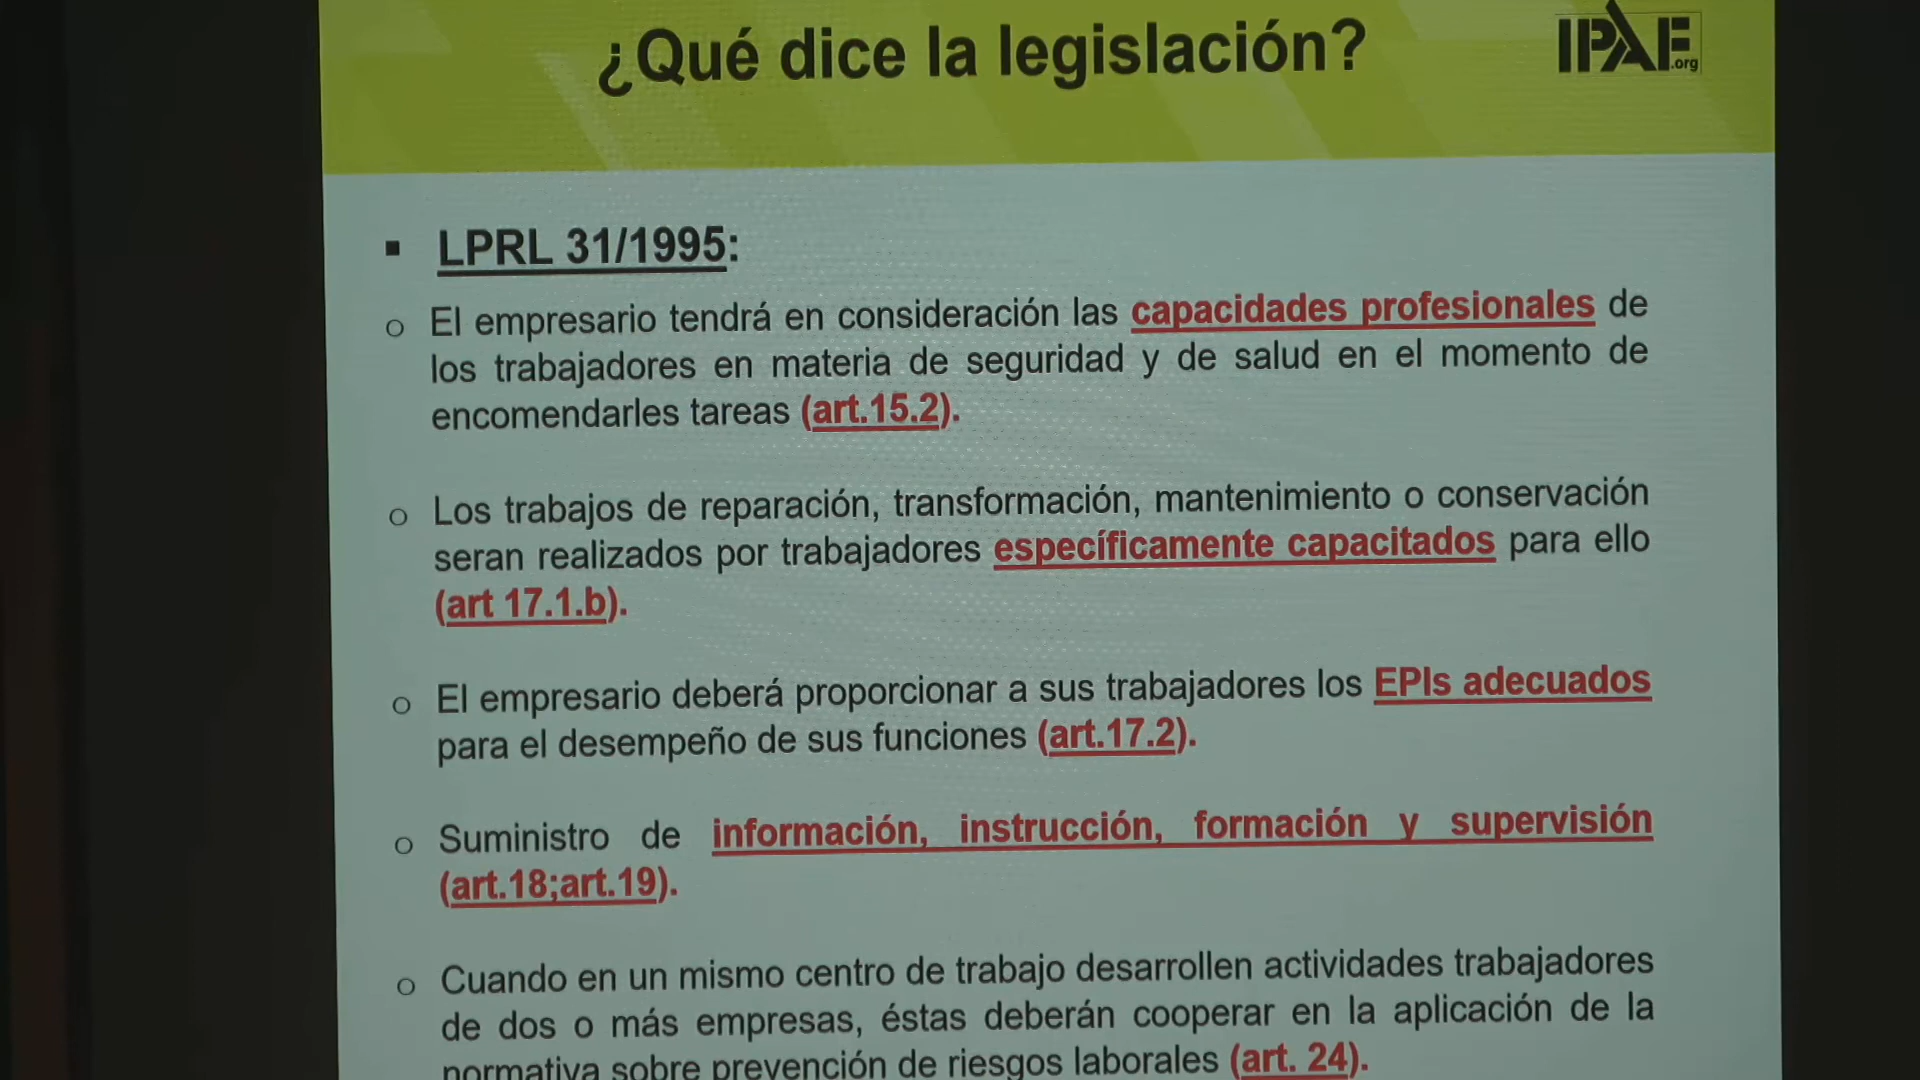 ¿Qué dice la legislación?
IPAE
.org
▪ LPRL 31/1995:
o El empresario tendrá en consideración las capacidades profesionales de
los trabajadores en materia de seguridad y de salud en el momento de
encomendarles tareas (art.15.2).
o Los trabajos de reparación, transformación, mantenimiento o conservación
seran realizados por trabajadores específicamente capacitados para ello
(art 17.1.b).
o El empresario deberá proporcionar a sus trabajadores los EPIs adecuados
para el desempeño de sus funciones (art.17.2).
o Suministro de información, instrucción, formación y supervisión
(art.18;art.19).
o Cuando en un mismo centro de trabajo desarrollen actividades trabajadores
de dos o más empresas, éstas deberán cooperar en la aplicación de la
normativa sobre prevención de riesgos laborales (art. 24).